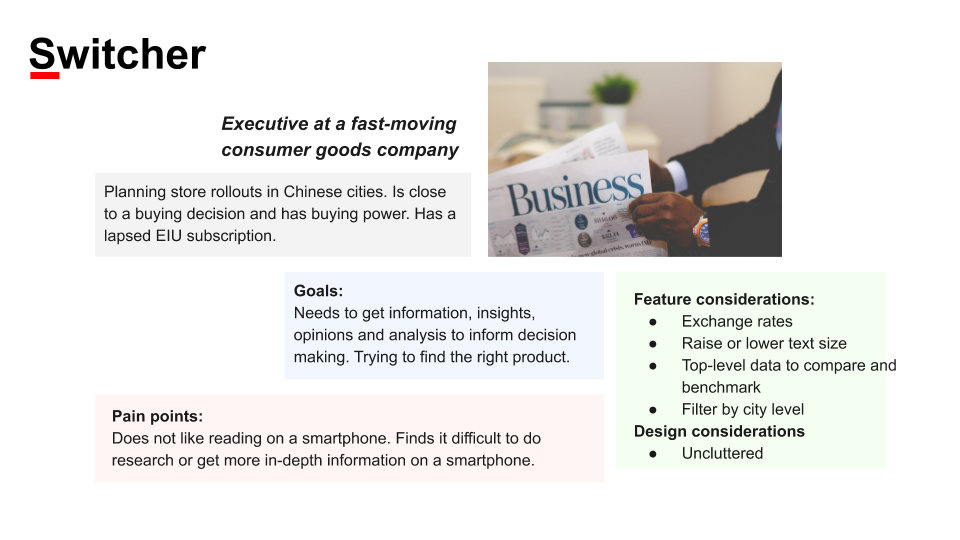 Switcher
Executive at a fast-moving
consumer goods company
Planning store rollouts in Chinese cities. Is close
to a buying decision and has buying power. Has a
lapsed EIU subscription.
Business
Goals:
Needs to get information, insights,
opinions and analysis to inform decision
making. Trying to find the right product.
Pain points:
Does not like reading on a smartphone. Finds it difficult to do
research or get more in-depth information on a smartphone.
Feature considerations:
● Exchange rates
● Raise or lower text size
● Top-level data to compare and
benchmark
● Filter by city level
Design considerations
● Uncluttered